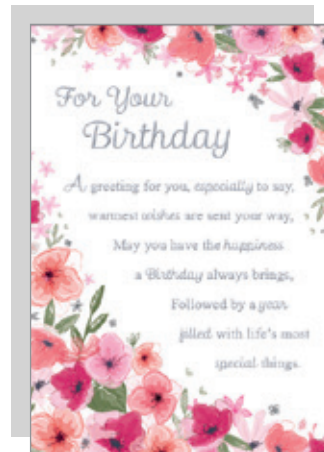 For Your
Birthday
A greeting for you, especially to say,
warmest wishes are sent your way,
May you have the happiness
a Birthday always brings,
Followed by a year
filled with life's most
special things.